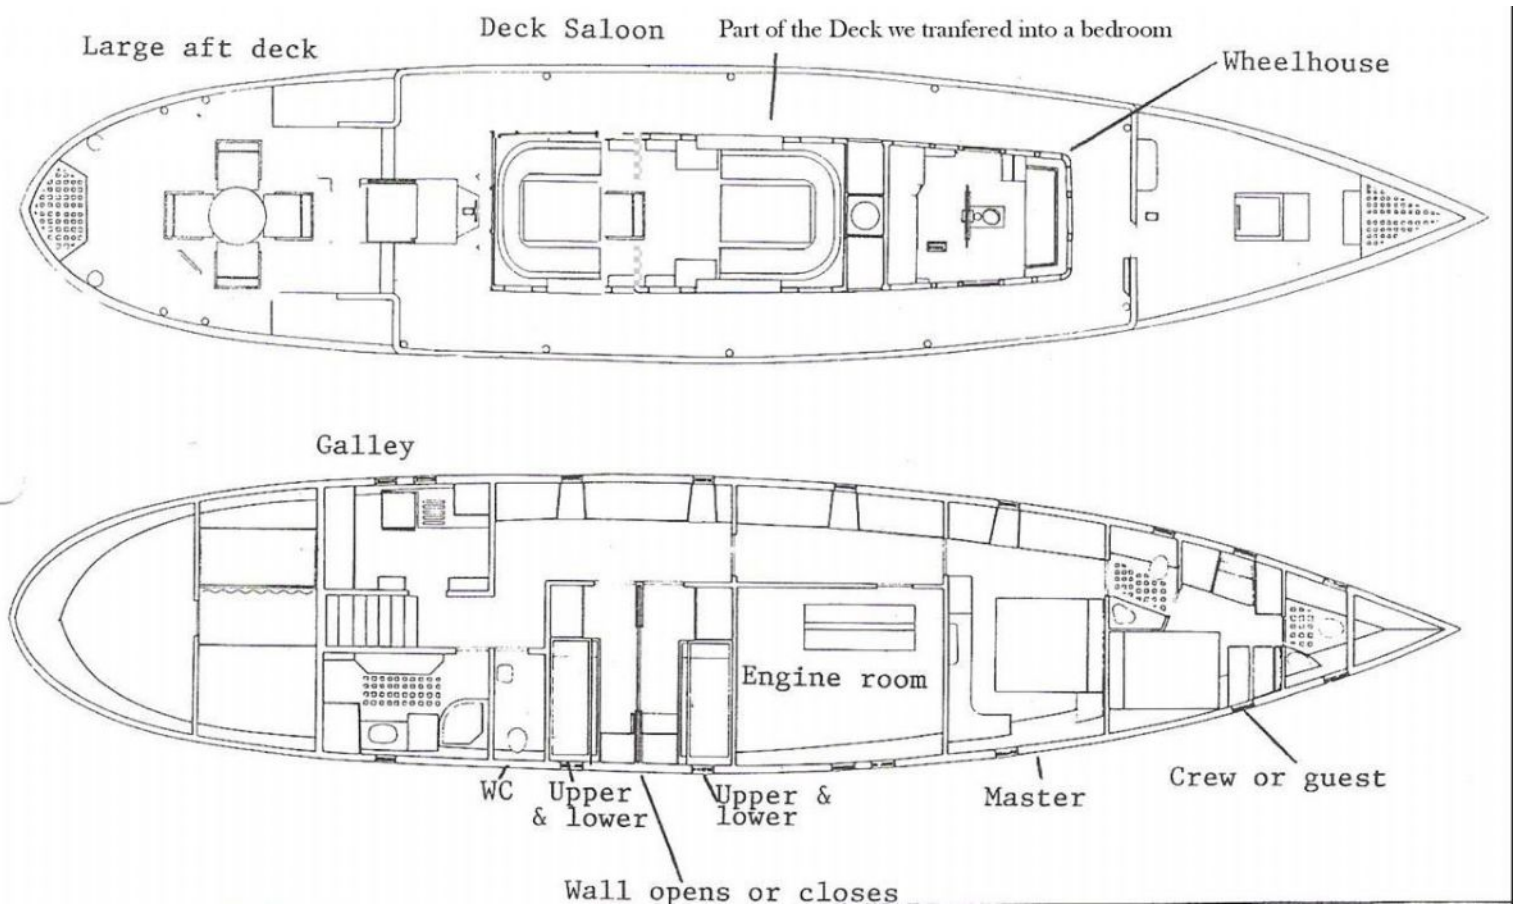 Large aft deck
Deck Saloon
Part of the Deck we tranfered into a bedroom
Wheelhouse
Galley
Engine room
WC
Upper
& lower
Upper &
lower
Master
Crew or guest
Wall opens or closes